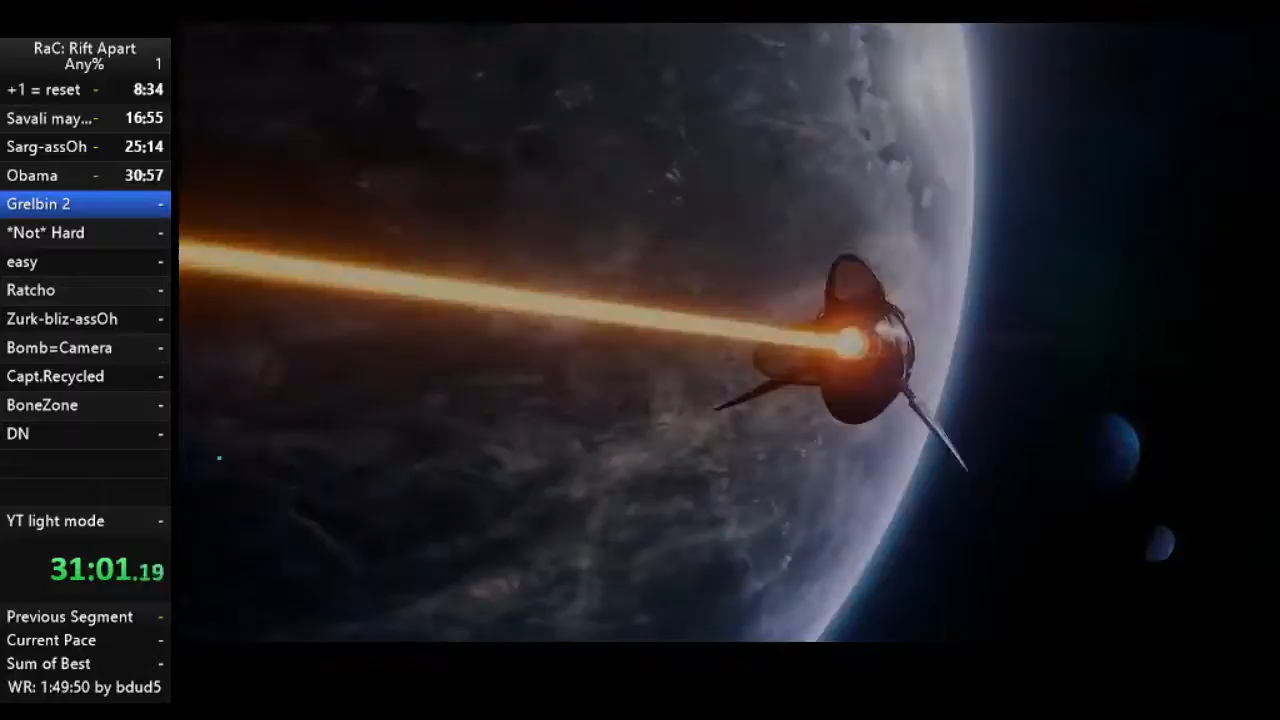 RaC: Rift Apart
Any% 1
+1 = reset - 8:34
Savali may...- 16:55
Sarg-assOh - 25:14
Obama - 30:57
Grelbin 2 -
*Not* Hard -
easy -
Ratcho -
Zurk-bliz-assOh -
Bomb=Camera -
Capt.Recycled -
BoneZone -
DN -
YT light mode -
31:01.19
Previous Segment -
Current Pace -
Sum of Best -
WR: 1:49:50 by bdud5